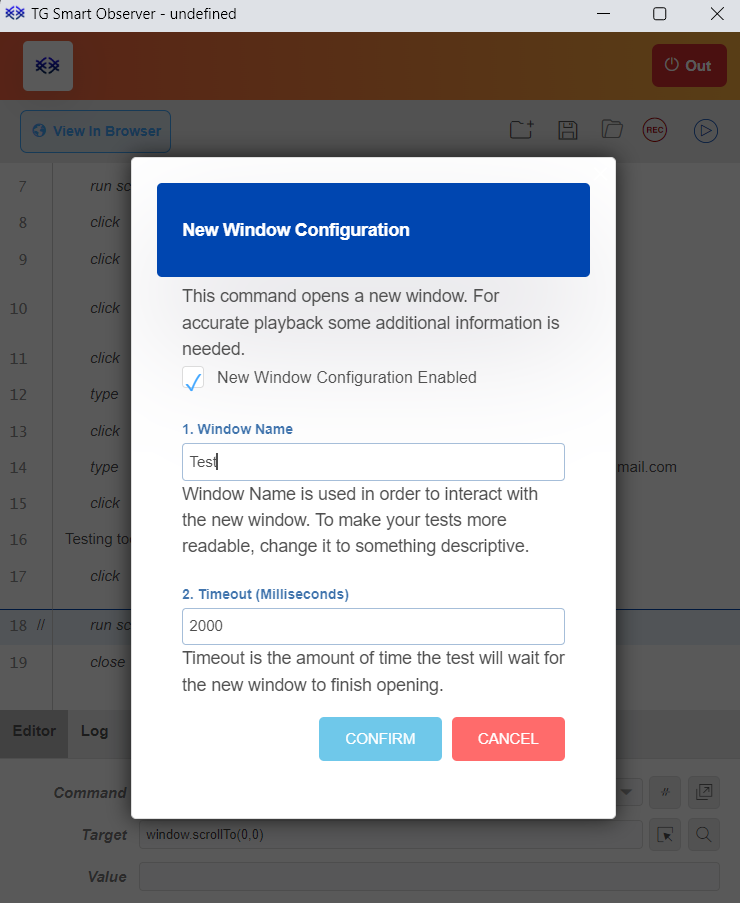 TG Smart Observer - undefined
Out
View In Browser
REC
7 run sc
8 click
9 click
10 click
11 click
12 type
13 click
14 type mail.com
15 click
16 Testing to
17 click
18 // run sc
19 close
New Window Configuration
This command opens a new window. For
accurate playback some additional information is
needed.
New Window Configuration Enabled
1. Window Name
Test
Window Name is used in order to interact with
the new window. To make your tests more
readable, change it to something descriptive.
2. Timeout (Milliseconds)
2000
Timeout is the amount of time the test will wait for
the new window to finish opening.
CONFIRM CANCEL
Editor Log
Command //
Target window.scrollTo(0,0)
Value